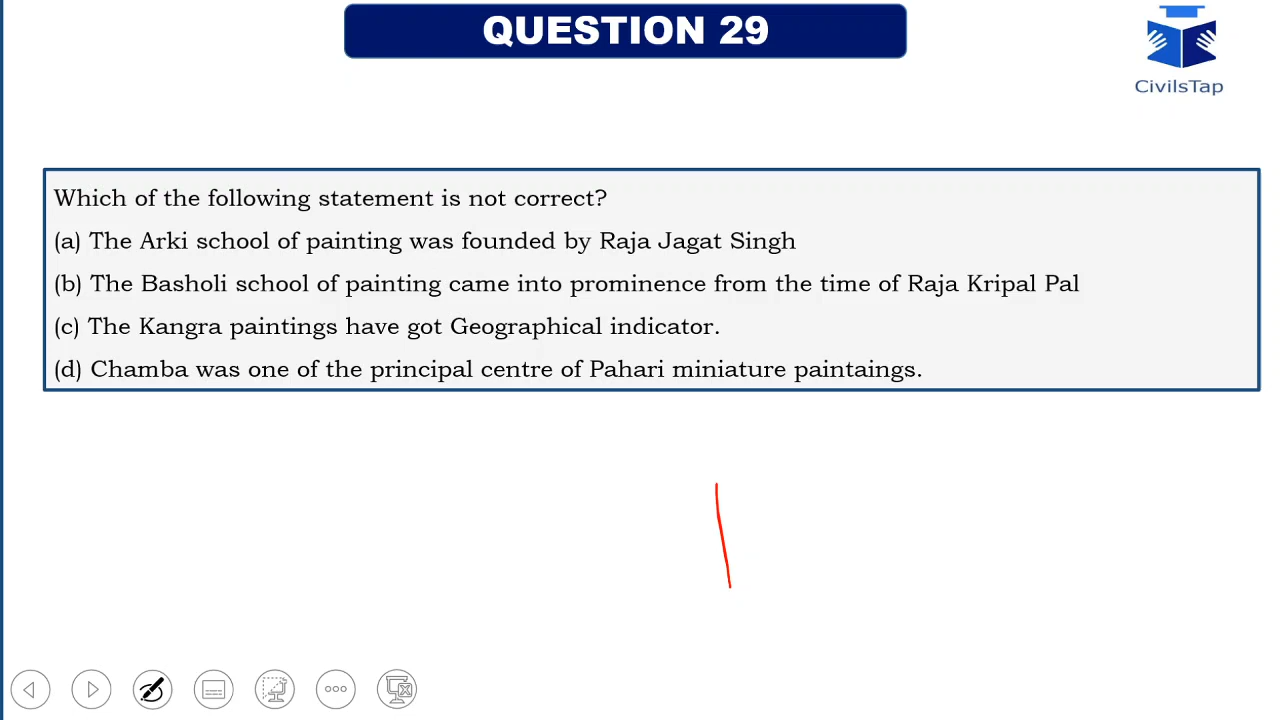 QUESTION 29
CivilsTap
Which of the following statement is not correct?
(a) The Arki school of painting was founded by Raja Jagat Singh
(b) The Basholi school of painting came into prominence from the time of Raja Kripal Pal
(c) The Kangra paintings have got Geographical indicator.
(d) Chamba was one of the principal centre of Pahari miniature paintaings.